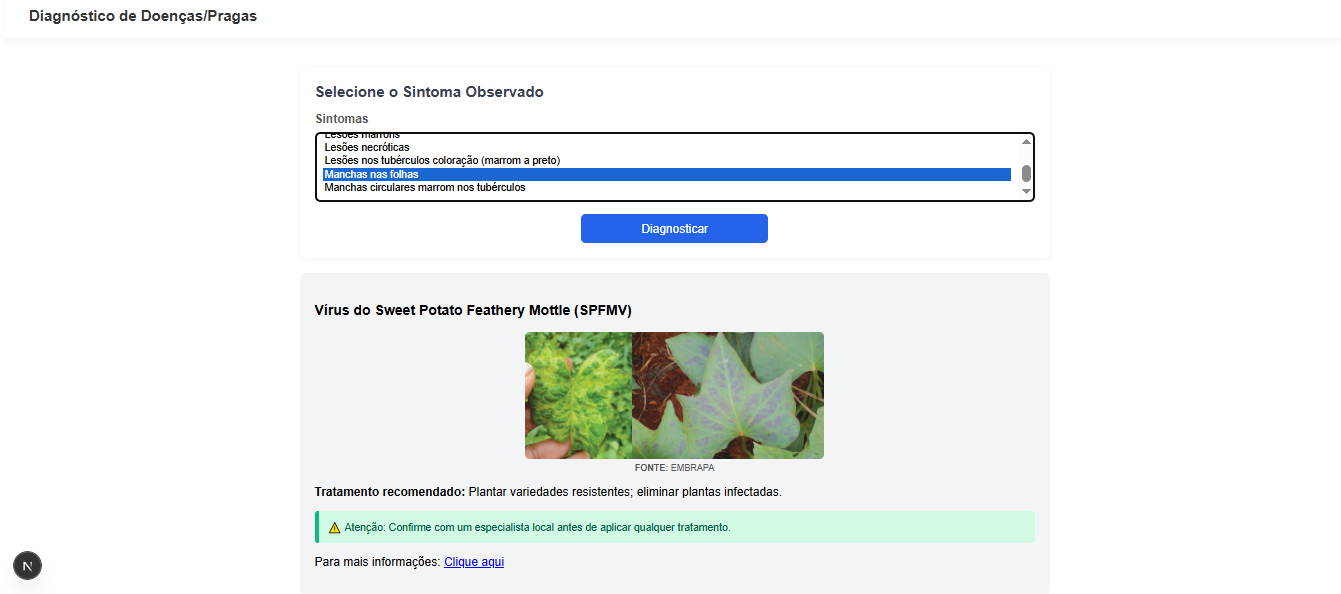 Diagnóstico de Doenças/Pragas
Selecione o Sintoma Observado
Sintomas
Lesões marrons
Lesões necróticas
Lesões nos tubérculos coloração (marrom a preto)
Manchas nas folhas
Manchas circulares marrom nos tubérculos
Diagnosticar
Vírus do Sweet Potato Feathery Mottle (SPFMV)
FONTE: EMBRAPA
Tratamento recomendado: Plantar variedades resistentes; eliminar plantas infectadas.
⚠ Atenção: Confirme com um especialista local antes de aplicar qualquer tratamento.
Para mais informações: Clique aqui
N